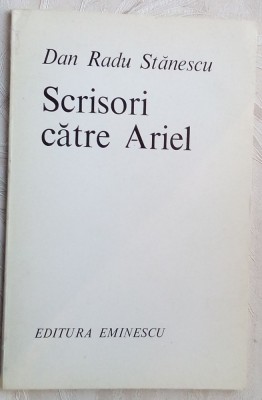 Dan Radu Stănescu
Scrisori
către Ariel
EDITURA EMINESCU